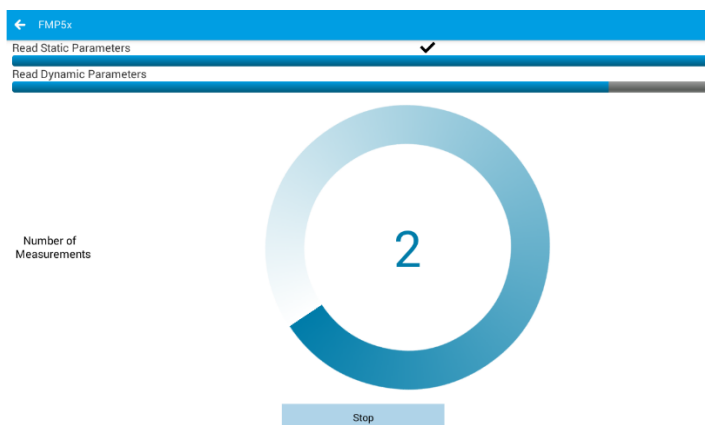 FMP5x
Read Static Parameters
Read Dynamic Parameters
2
Number of
Measurements
Stop